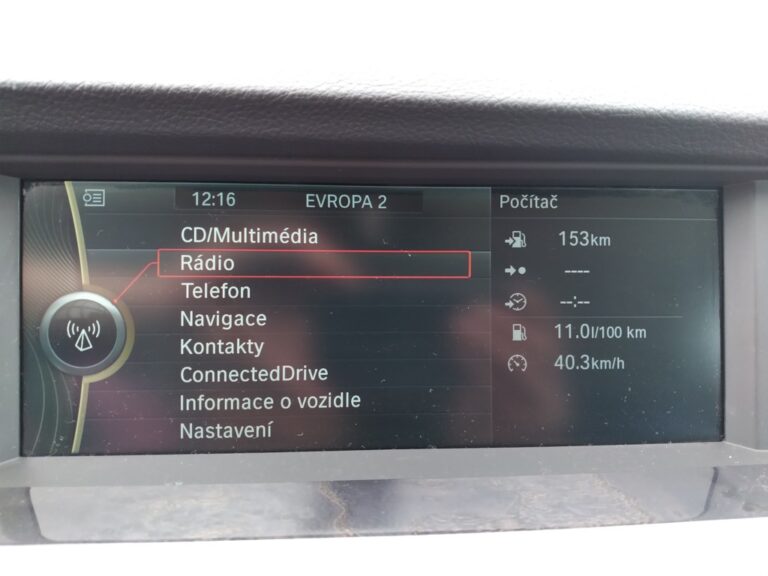 12:16 EVROPA 2
CD/Multimédia
Rádio
Telefon
Navigace
Kontakty
ConnectedDrive
Informace o vozidle
Nastavení
Počítač
153km
----
--:--
11.0l/100 km
40.3km/h